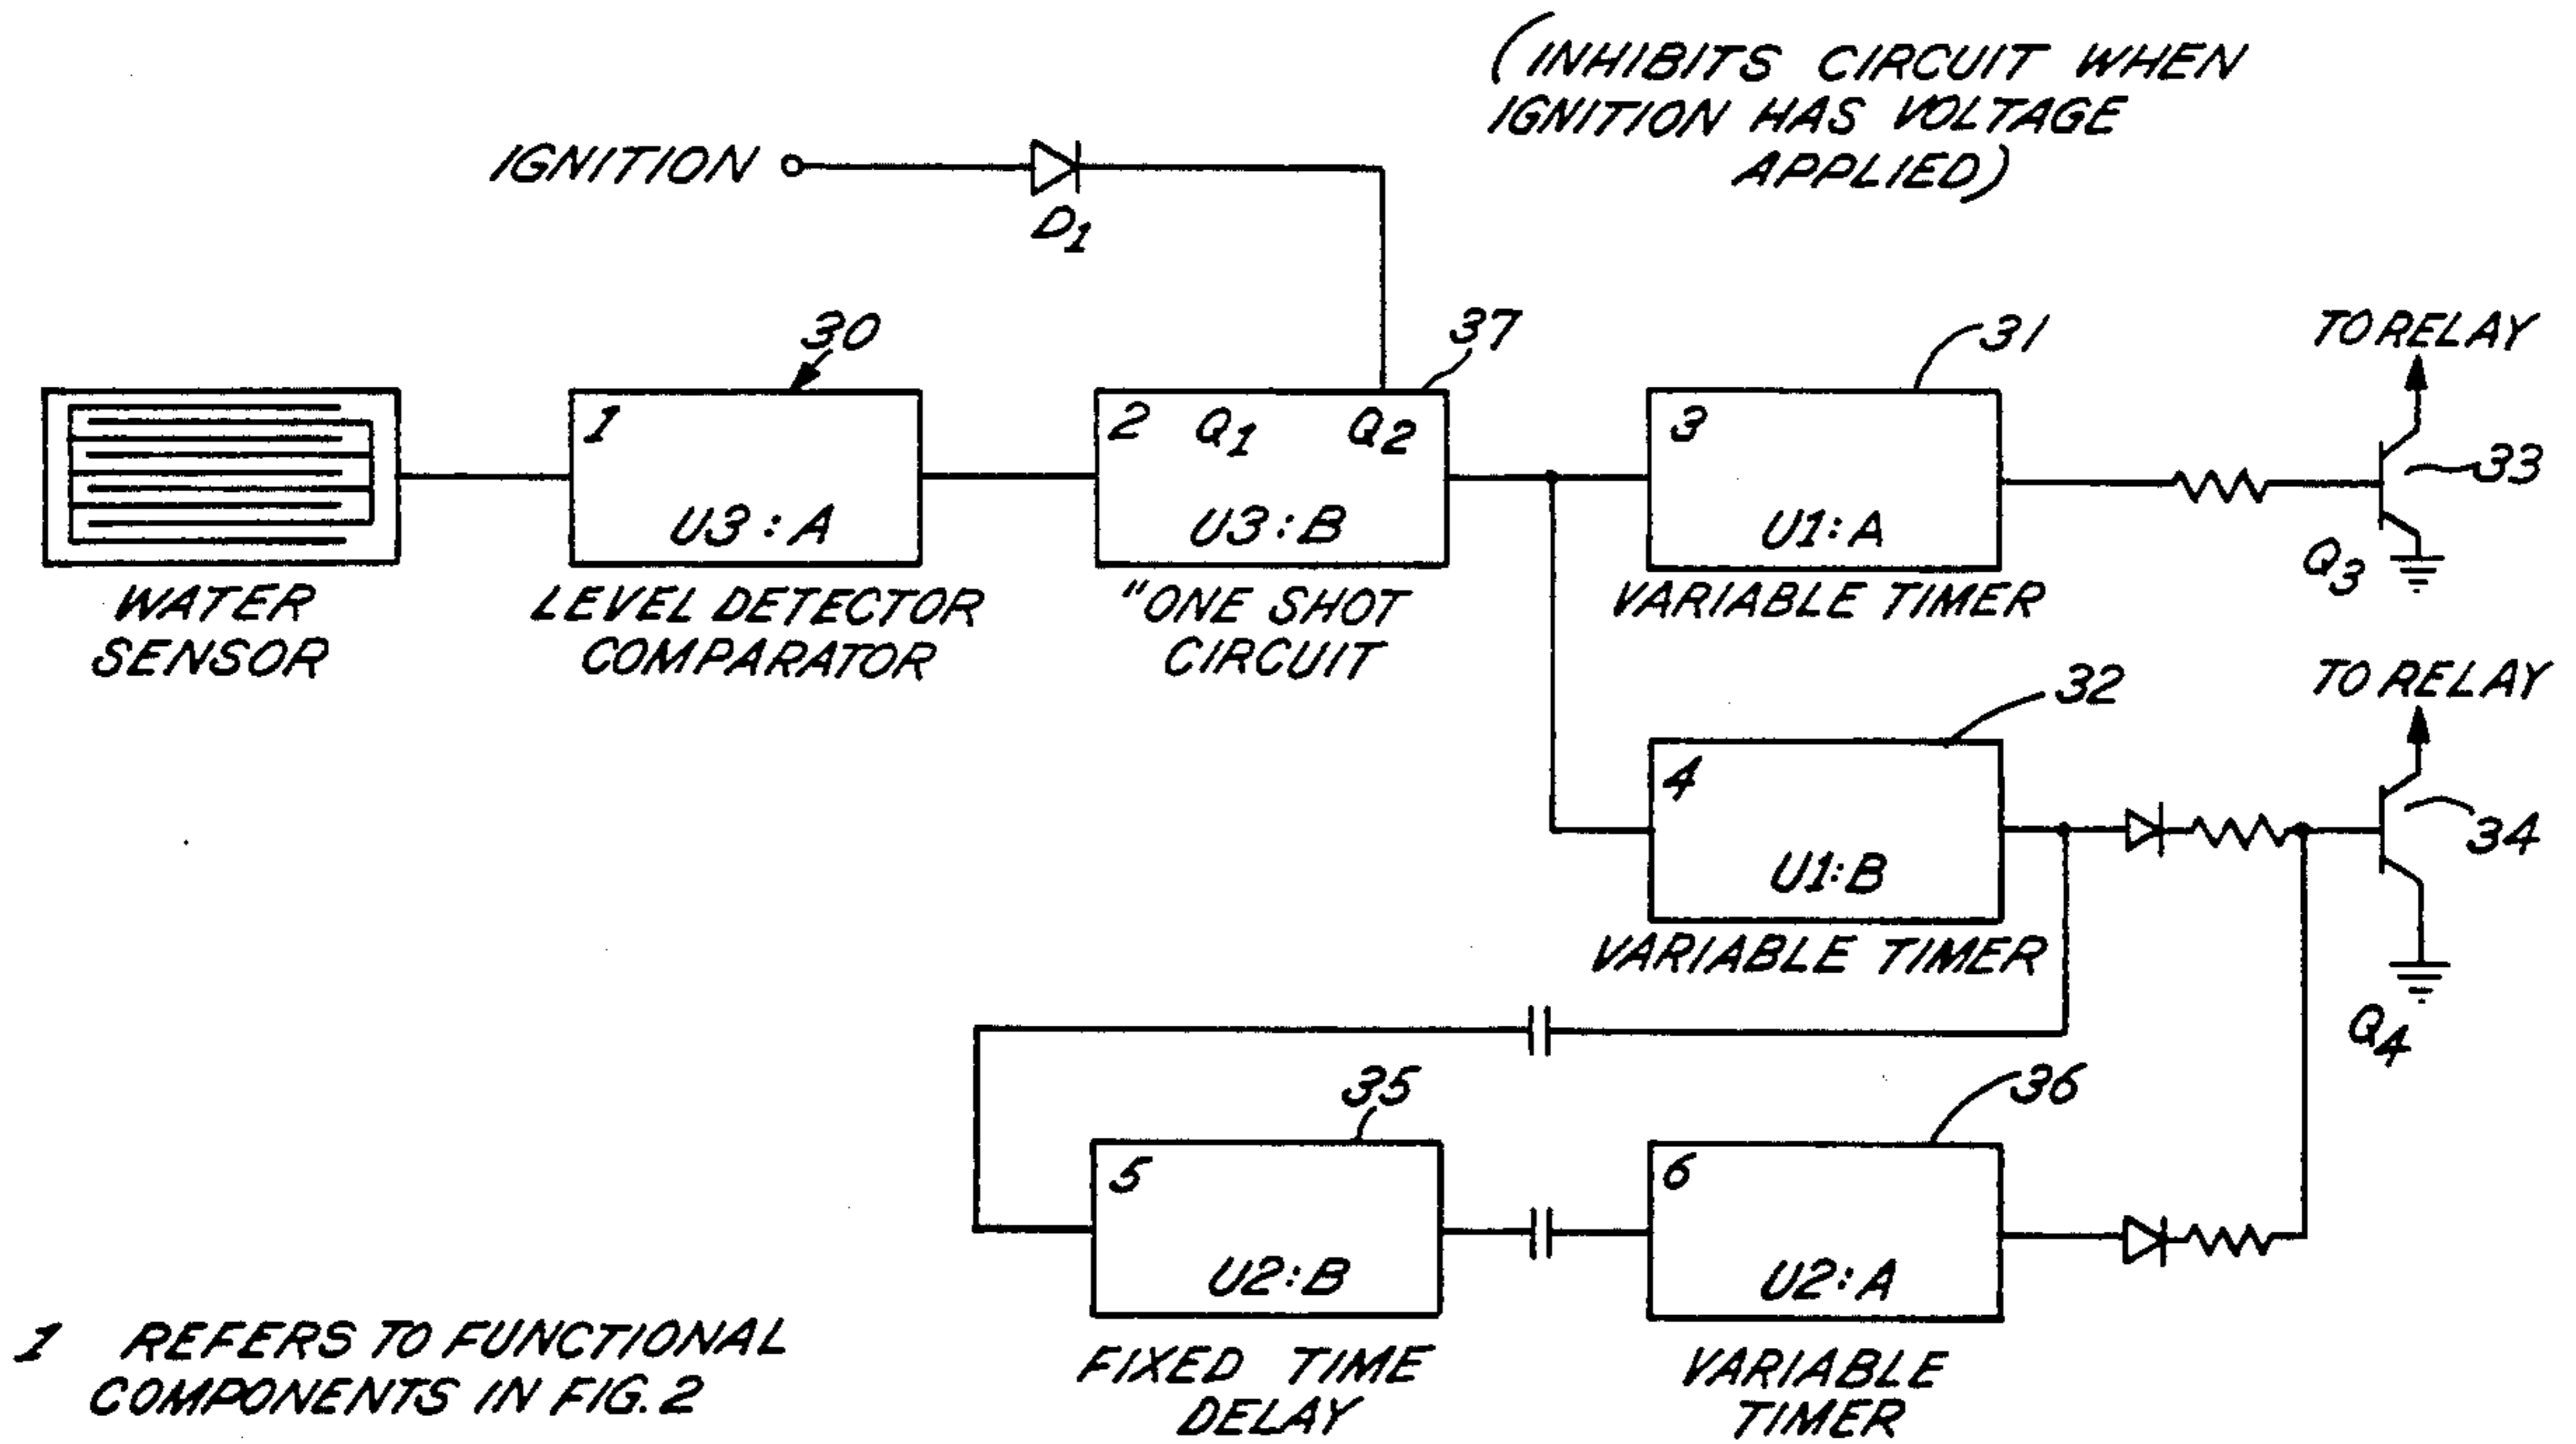 (INHIBITS CIRCUIT WHEN
IGNITION HAS VOLTAGE
APPLIED)
IGNITION
D1
30
37
31
TO RELAY
1
2 Q1 Q2
3
33
U3:A
U3:B
U1:A
Q3
WATER
SENSOR
LEVEL DETECTOR
COMPARATOR
"ONE SHOT
CIRCUIT
VARIABLE TIMER
32
TO RELAY
4
34
U1:B
VARIABLE TIMER
Q4
35
36
5
6
U2:B
U2:A
FIXED TIME
DELAY
VARIABLE
TIMER
1 REFERS TO FUNCTIONAL
COMPONENTS IN FIG.2